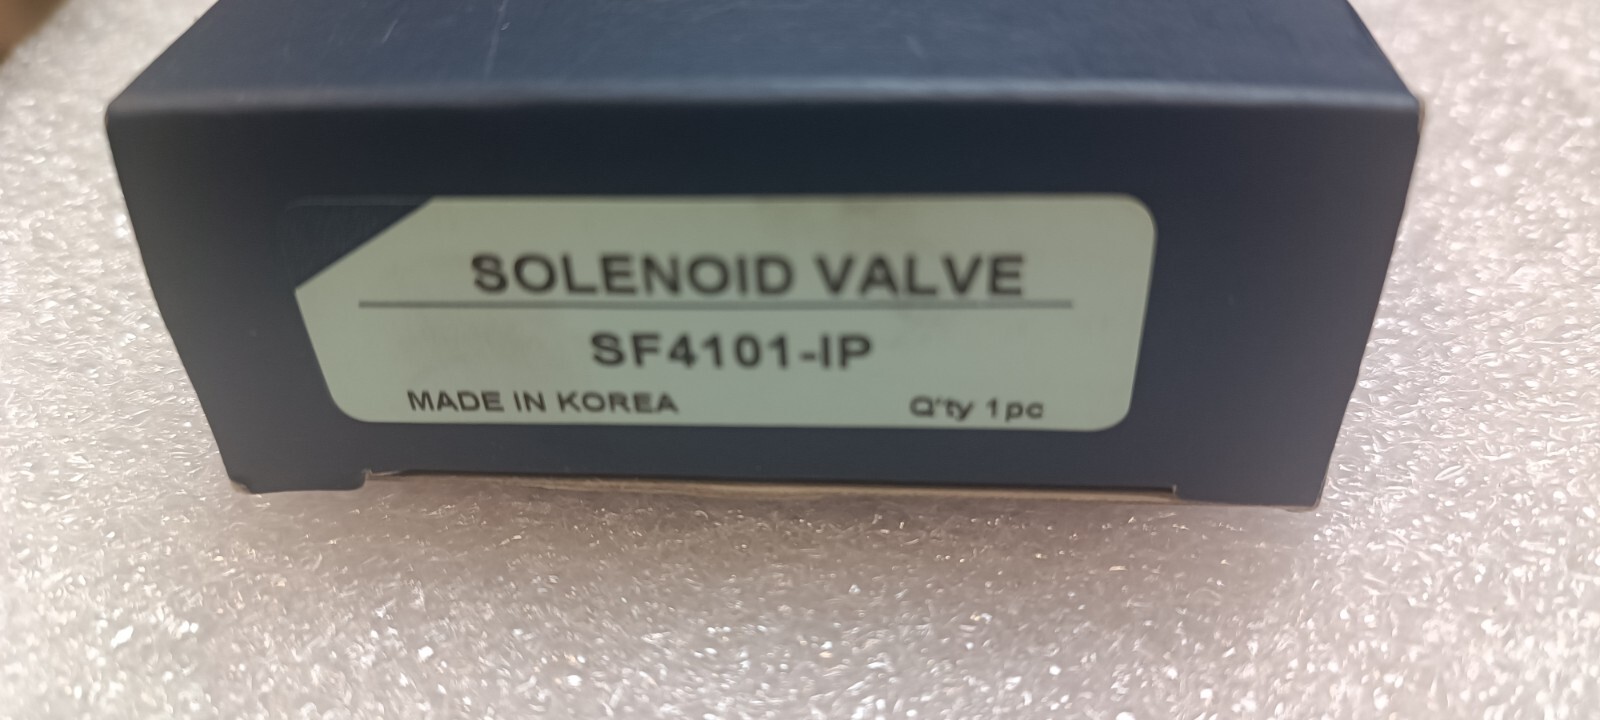 SOLENOID VALVE
SF4101-IP
MADE IN KOREA
Q'ty 1pc